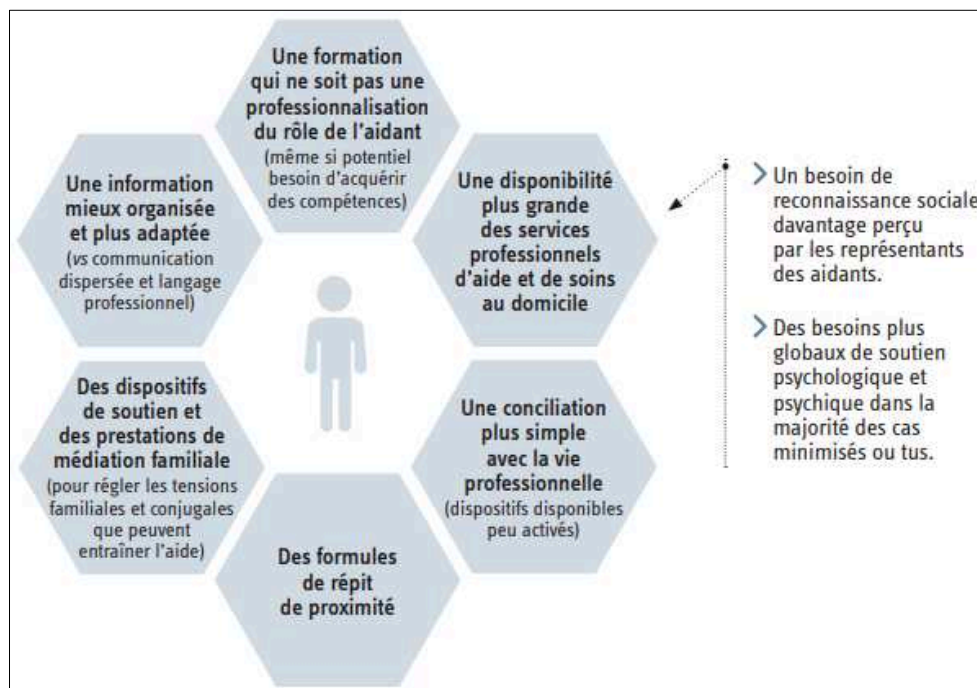 Une formation
qui ne soit pas une
professionnalisation
du rôle de l'aidant
(même si potentiel
besoin d'acquérir
des compétences)
Une information
mieux organisée
et plus adaptée
(vs communication
dispersée et langage
professionnel)
Une disponibilité
plus grande
des services
professionnels
d'aide et de soins
au domicile
Des dispositifs
de soutien et
des prestations de
médiation familiale
(pour régler les tensions
familiales et conjugales
que peuvent
entraîner l'aide)
Une conciliation
plus simple
avec la vie
professionnelle
(dispositifs disponibles
peu activés)
Des formules
de répit
de proximité
Un besoin de
reconnaissance sociale
davantage perçu
par les représentants
des aidants.
Des besoins plus
globaux de soutien
psychologique et
psychique dans la
majorité des cas
minimisés ou tus.